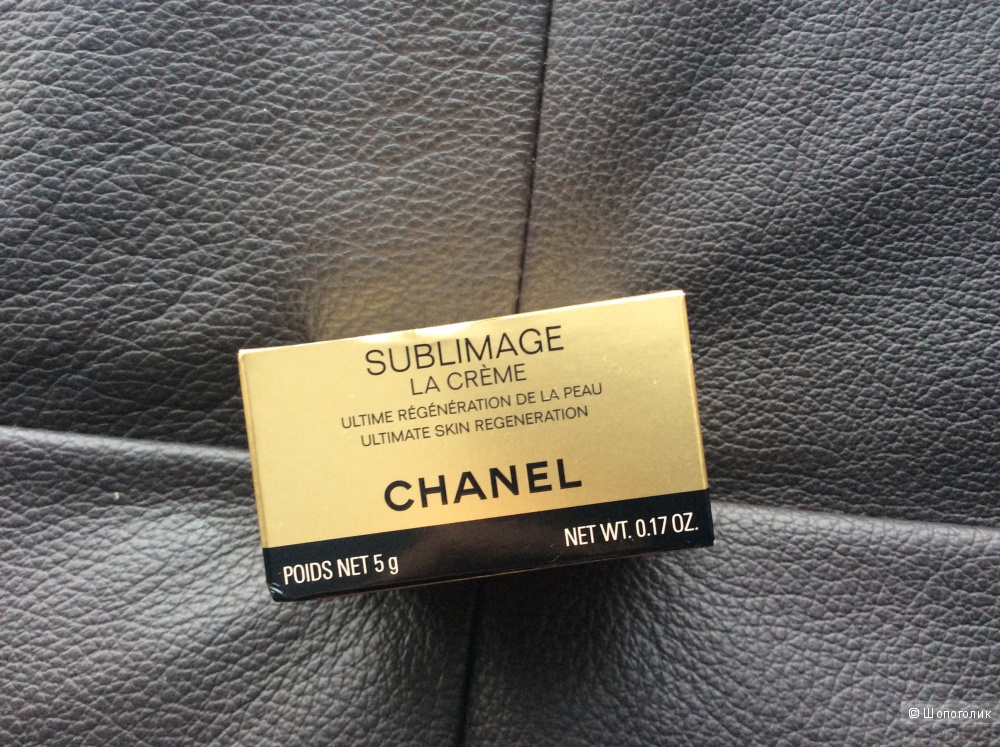 SUBLIMAGE
LA CRÈME
ULTIME RÉGÉNÉRATION DE LA PEAU
ULTIMATE SKIN REGENERATION
CHANEL
POIDS NET 5 g
NET WT. 0.17 OZ.
© Шопоголик